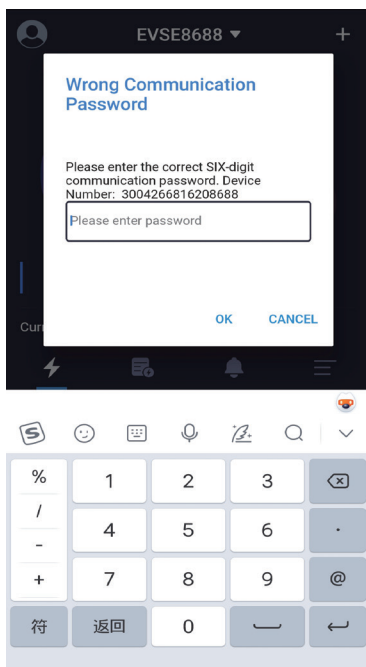 EVSE8688 ▼ +
Wrong Communication
Password
Please enter the correct SIX-digit
communication password. Device
Number: 3004266816208688
Please enter password
OK CANCEL
Curr
% 1 2 3
/
4 5 6 .
-
+ 7 8 9 @
符 返回 0